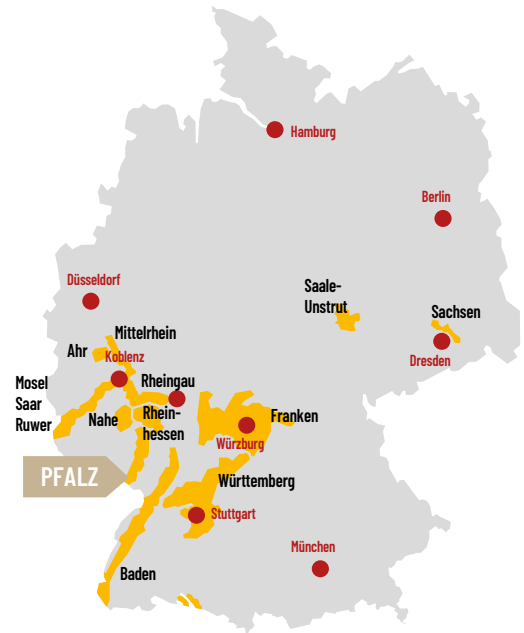 Hamburg
Berlin
Düsseldorf
Saale-
Unstrut
Sachsen
Mittelrhein
Ahr
Koblenz
Dresden
Mosel
Saar
Ruwer
Rheingau
Nahe
Rhein-
hessen
Franken
Würzburg
PFALZ
Württemberg
Stuttgart
München
Baden